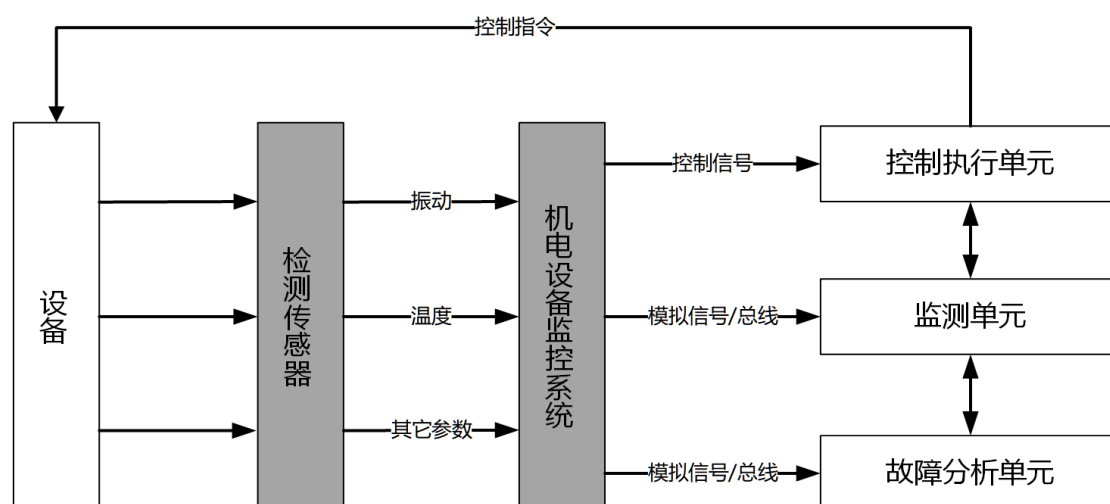 控制指令
设备
检测传感器
振动
温度
其它参数
机电设备监控系统
控制信号
模拟信号/总线
模拟信号/总线
控制执行单元
监测单元
故障分析单元